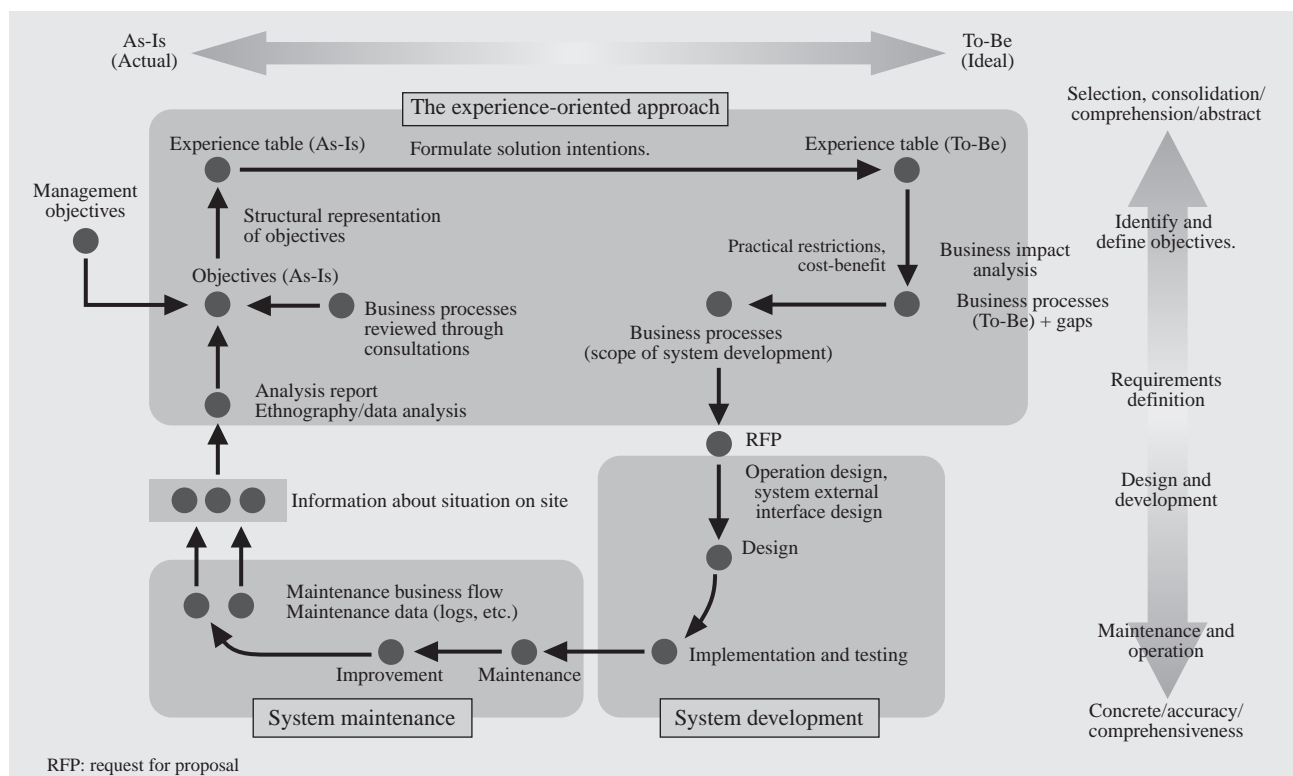 As-Is
(Actual)
To-Be
(Ideal)
The experience-oriented approach
Selection, consolidation/
comprehension/abstract
Experience table (As-Is)
Formulate solution intentions.
Experience table (To-Be)
Management
objectives
Structural representation
of objectives
Identify and
define objectives.
Practical restrictions,
cost-benefit
Business impact
analysis
Objectives (As-Is)
Business processes
reviewed through
consultations
Business processes
(To-Be) + gaps
Business processes
(scope of system development)
Analysis report
Ethnography/data analysis
Requirements
definition
RFP
Operation design,
system external
interface design
Information about situation on site
Design and
development
Design
Maintenance business flow
Maintenance data (logs, etc.)
Implementation and testing
Maintenance and
operation
Improvement
Maintenance
System maintenance
System development
Concrete/accuracy/
comprehensiveness
RFP: request for proposal